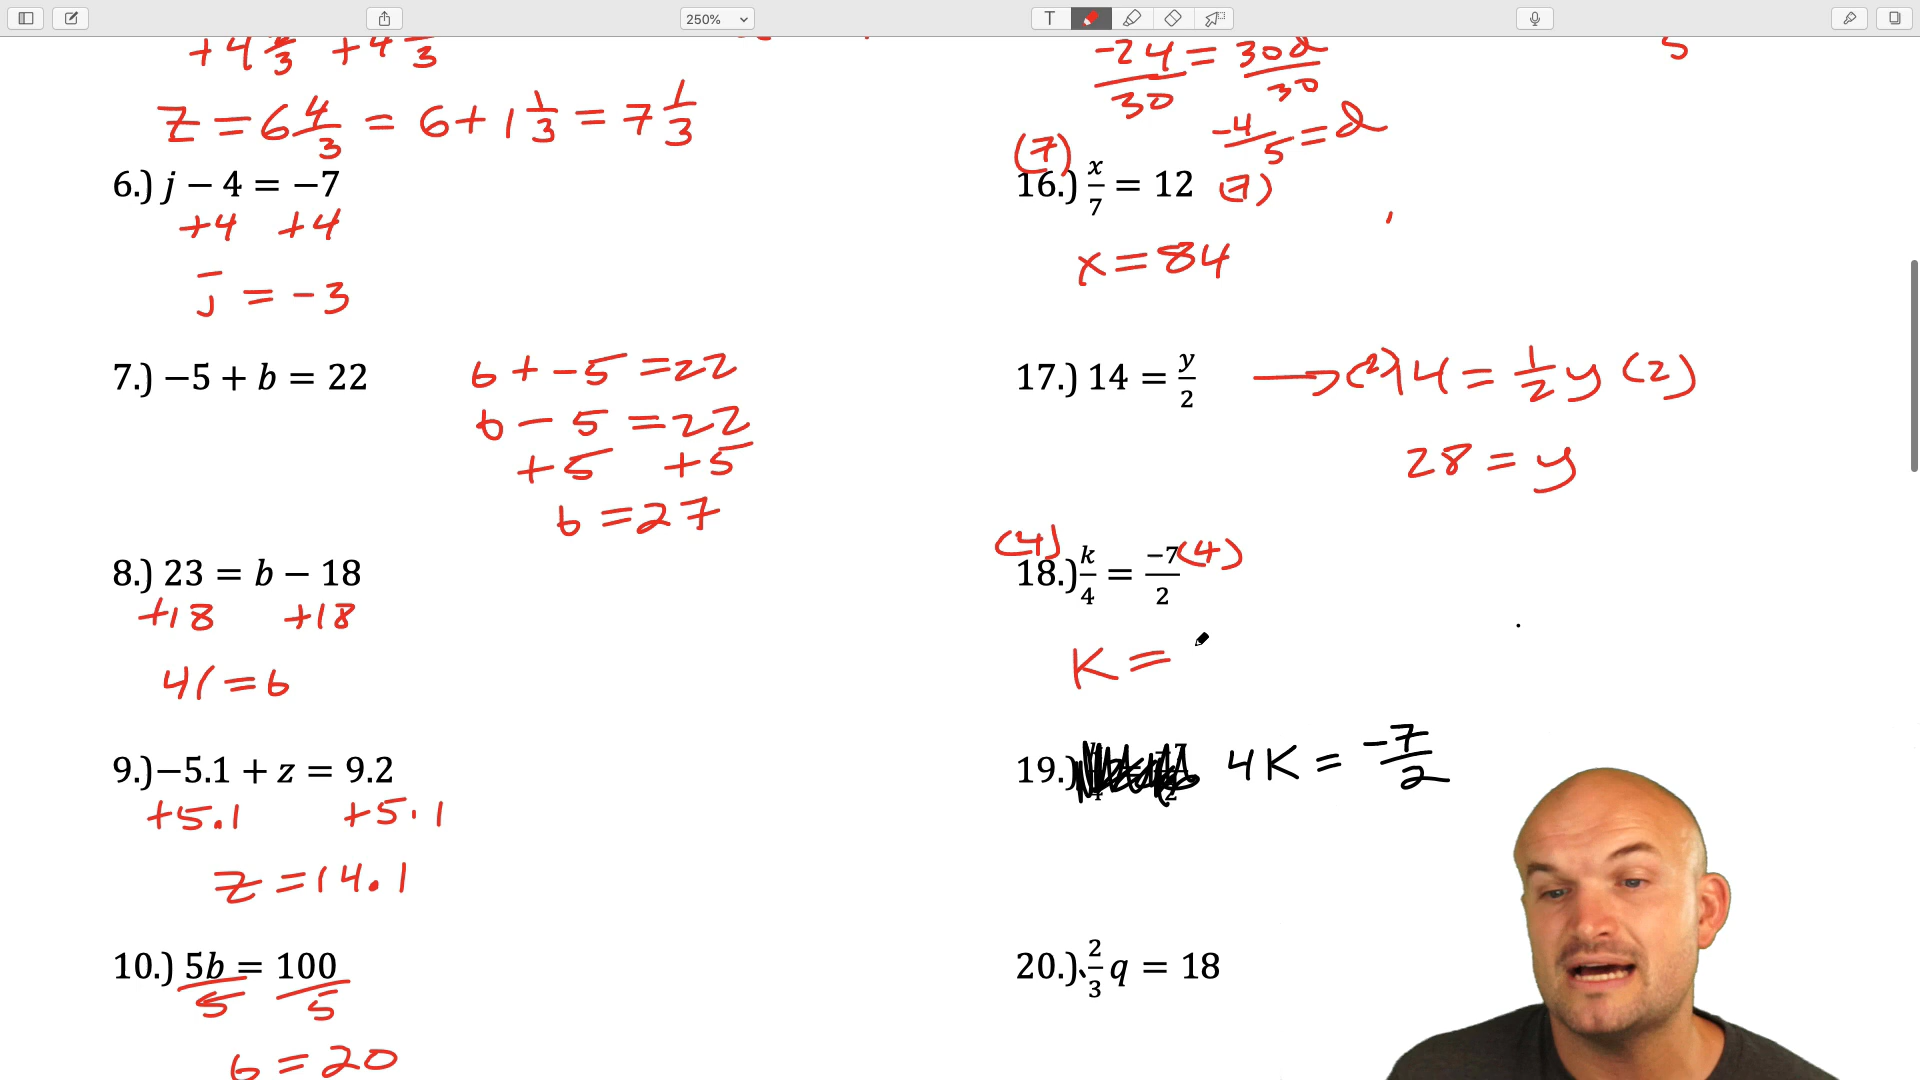 250%
T
+4 1/3 +4 1/3
z = 6 4/3 = 6 + 1 1/3 = 7 1/3
6.) j − 4 = −7
+4 +4
j = -3
7.) −5 + b = 22
b + -5 = 22
b - 5 = 22
+5 +5
b = 27
8.) 23 = b − 18
+18 +18
41 = b
9.) −5.1 + z = 9.2
+5.1 +5.1
z = 14.1
10.) 5b = 100
5 5
b = 20
-24/30 = 30d/30
-4/5 = d
5
(7)
16.) x/7 = 12 (7)
x = 84
17.) 14 = y/2 → (2)14 = 1/2 y (2)
28 = y
(4) (4)
18.) k/4 = −7/2
K =
19.) 4K = -7/2
20.) 2/3 q = 18